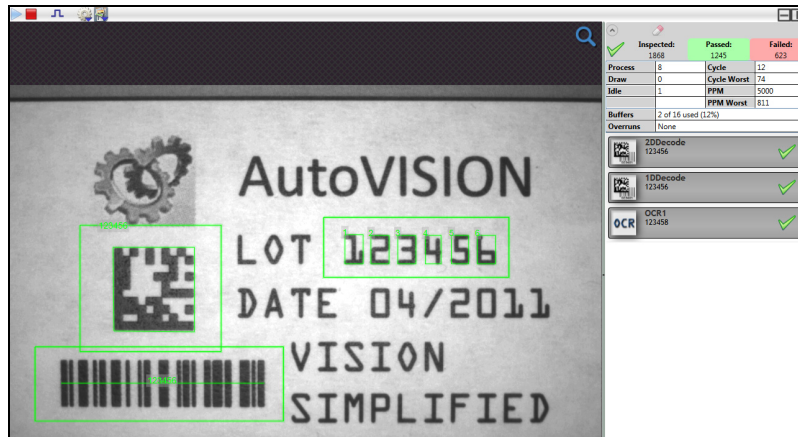 Inspected: Passed: Failed:
1868 1245 623
Process 8 Cycle 12
Draw 0 Cycle Worst 74
Idle 1 PPM 5000
PPM Worst 811
Buffers 2 of 16 used (12%)
Overruns None
2DDecode
123456
1DDecode
123456
OCR
OCR1
123458
AutoVISION
123456
LOT 123456
DATE 04/2011
VISION
123456
SIMPLIFIED